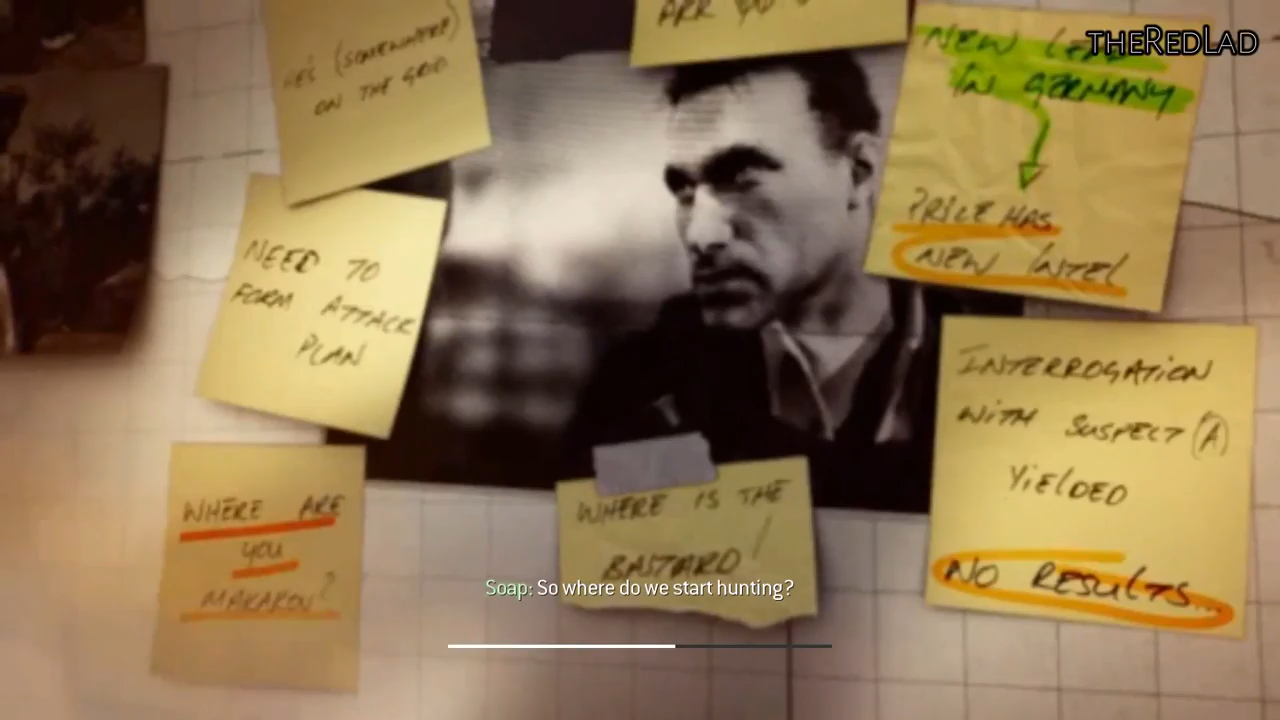 THEREDLAD
HE'S (SOMEWHERE)
ON THE GRID
ARE YOU
NEW
IN GERMANY
PRICE HAS
NEW INTEL
NEED TO
FORM ATTACK
PLAN
INTERROGATION
WITH SUSPECT (A)
YIELDED
NO RESULTS...
WHERE ARE
YOU
MAKAROV?
WHERE IS THE
BASTARD!
Soap: So where do we start hunting?